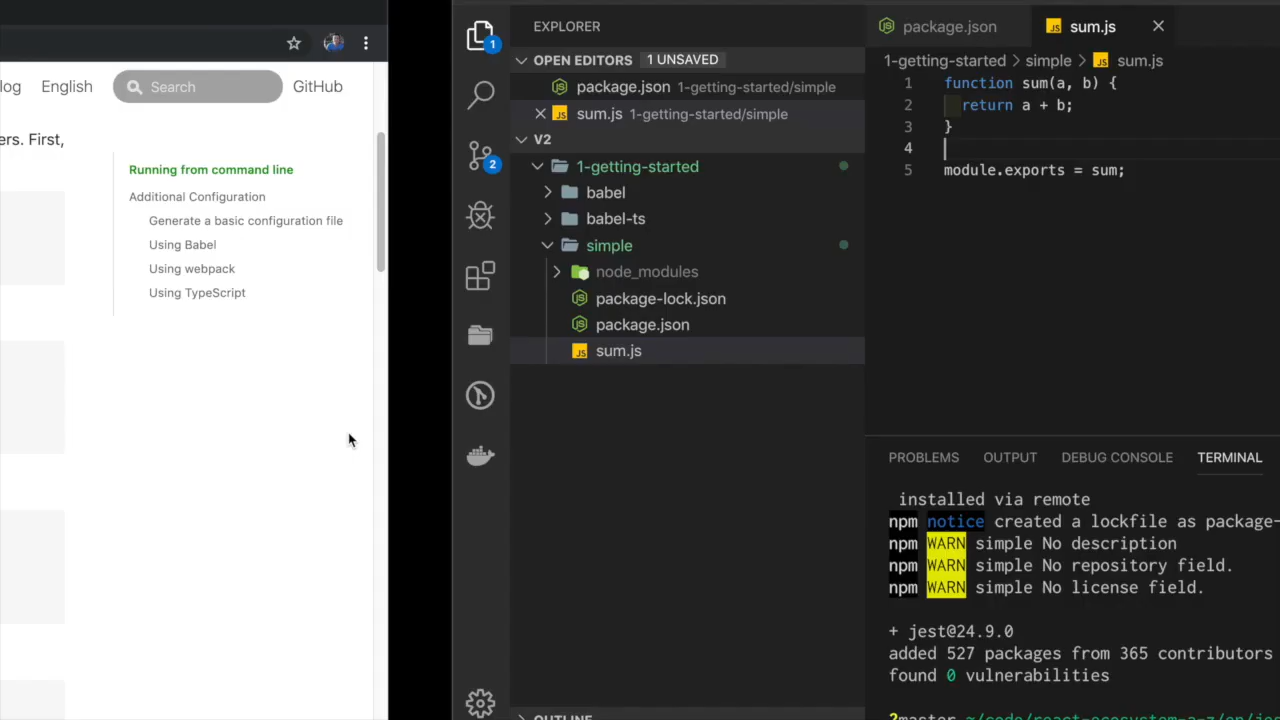 log English Search GitHub
ers. First,
Running from command line
Additional Configuration
Generate a basic configuration file
Using Babel
Using webpack
Using TypeScript
1
2
EXPLORER
OPEN EDITORS 1 UNSAVED
package.json 1-getting-started/simple
sum.js 1-getting-started/simple
V2
1-getting-started
babel
babel-ts
simple
node_modules
package-lock.json
package.json
JS sum.js
package.json JS sum.js
1-getting-started > simple > JS sum.js
1 function sum(a, b) {
2 return a + b;
3 }
4
5 module.exports = sum;
PROBLEMS OUTPUT DEBUG CONSOLE TERMINAL
installed via remote
npm notice created a lockfile as package-
npm WARN simple No description
npm WARN simple No repository field.
npm WARN simple No license field.
+ jest@24.9.0
added 527 packages from 365 contributors
found 0 vulnerabilities
OUTLINE